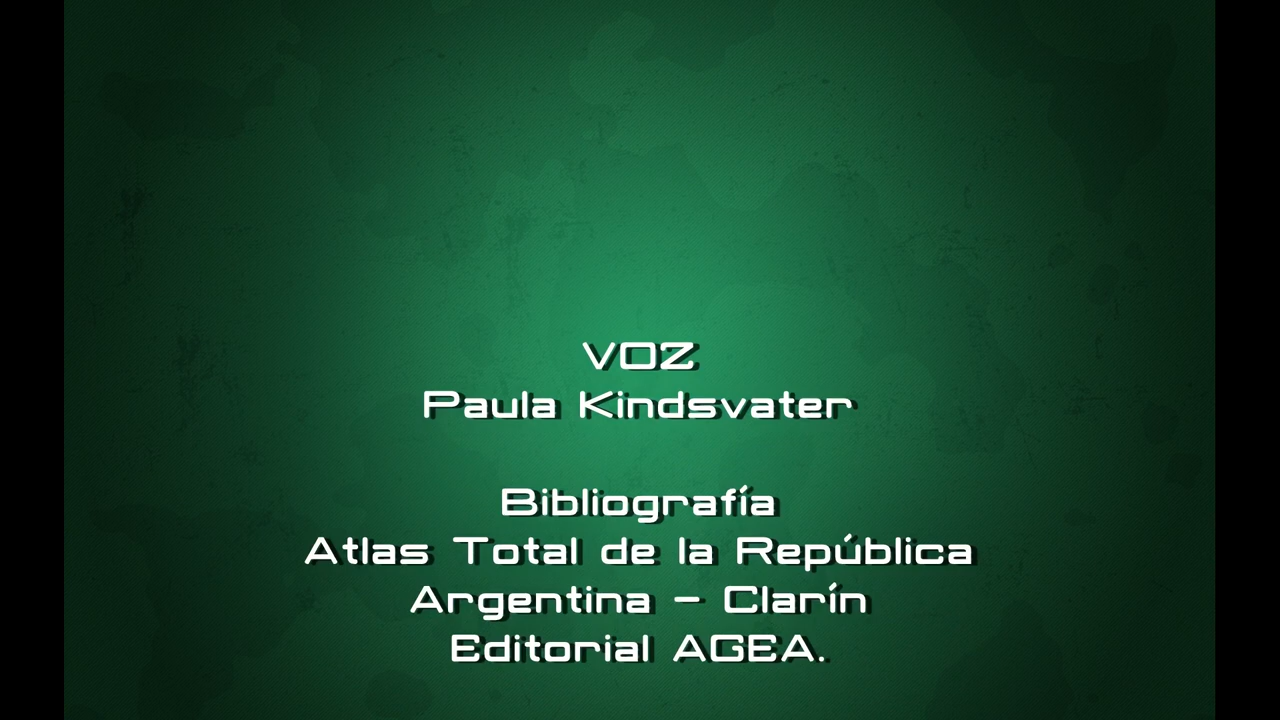 VOZ
Paula Kindsvater
Bibliografía
Atlas Total de la República
Argentina - Clarín
Editorial AGEA.